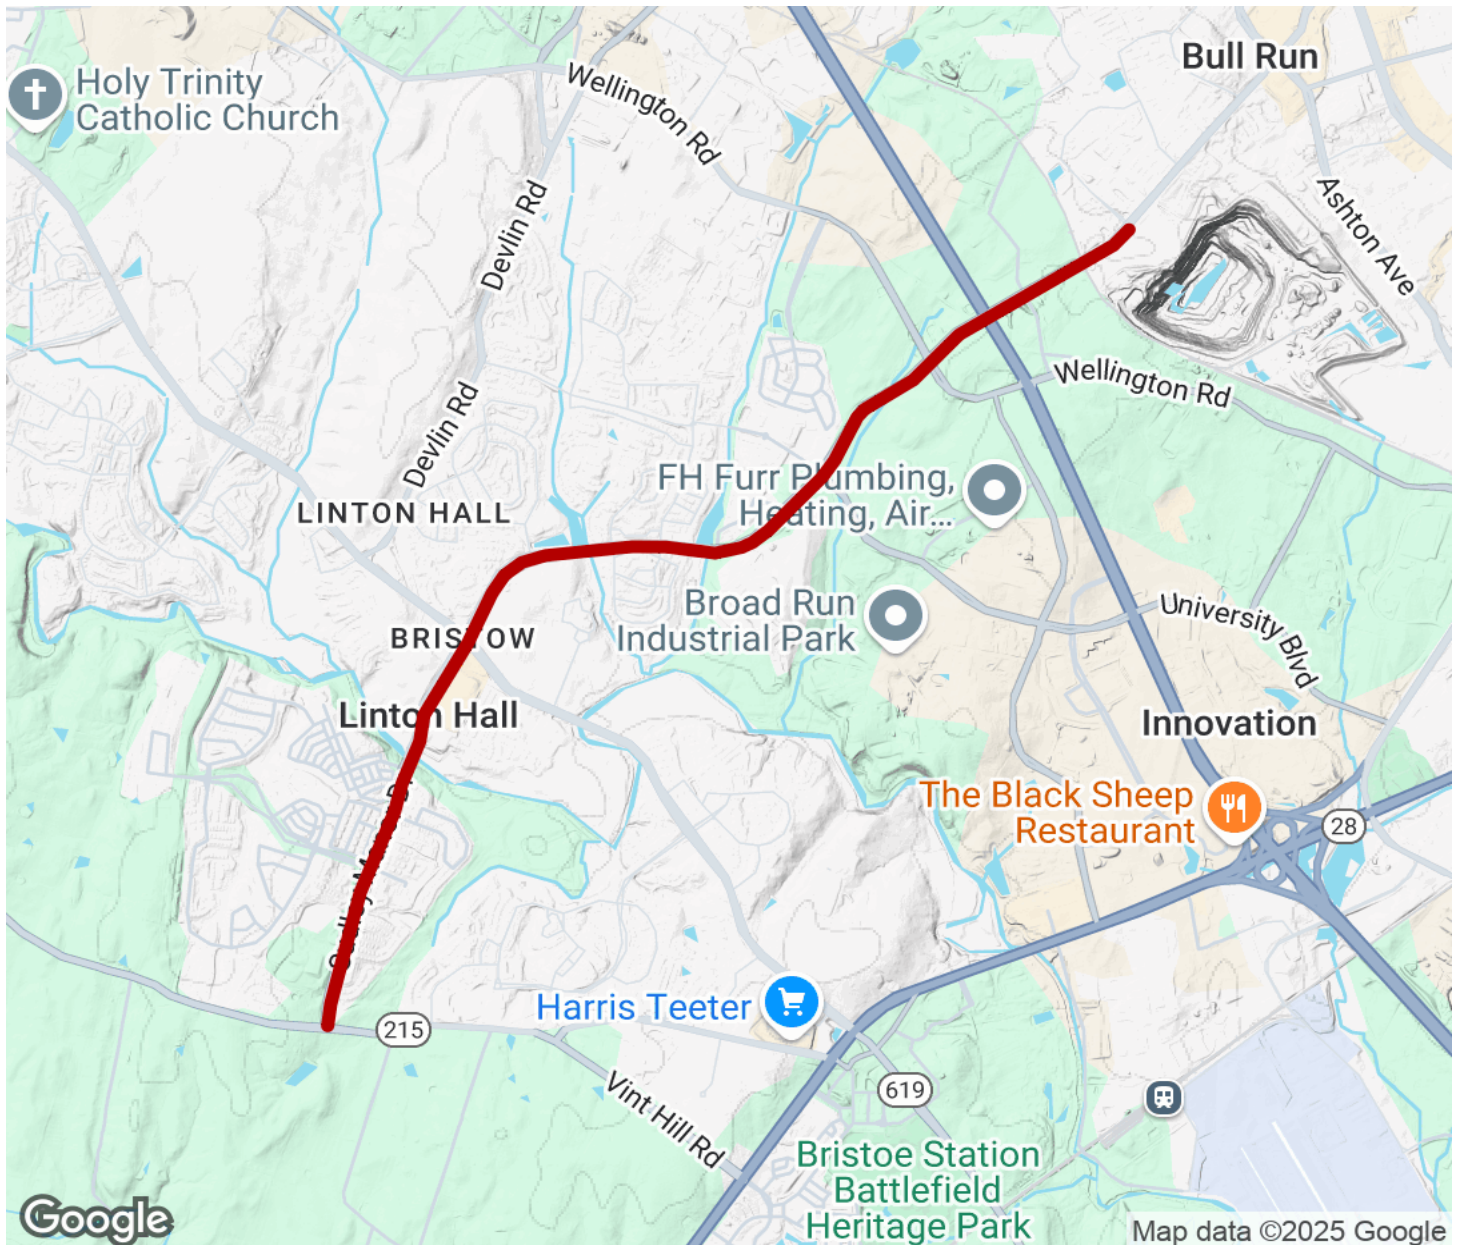 Bull Run
Holy Trinity
Catholic Church
Wellington Rd
Devlin Rd
Ashton Ave
Wellington Rd
Devlin Rd
FH Furr Plumbing,
Heating, Air...
LINTON HALL
Broad Run
Industrial Park
University Blvd
BRISTOW
Linton Hall
Innovation
The Black Sheep
Restaurant
28
Harris Teeter
215
619
Vint Hill Rd
Bristoe Station
Battlefield
Heritage Park
Google
Map data ©2025 Google